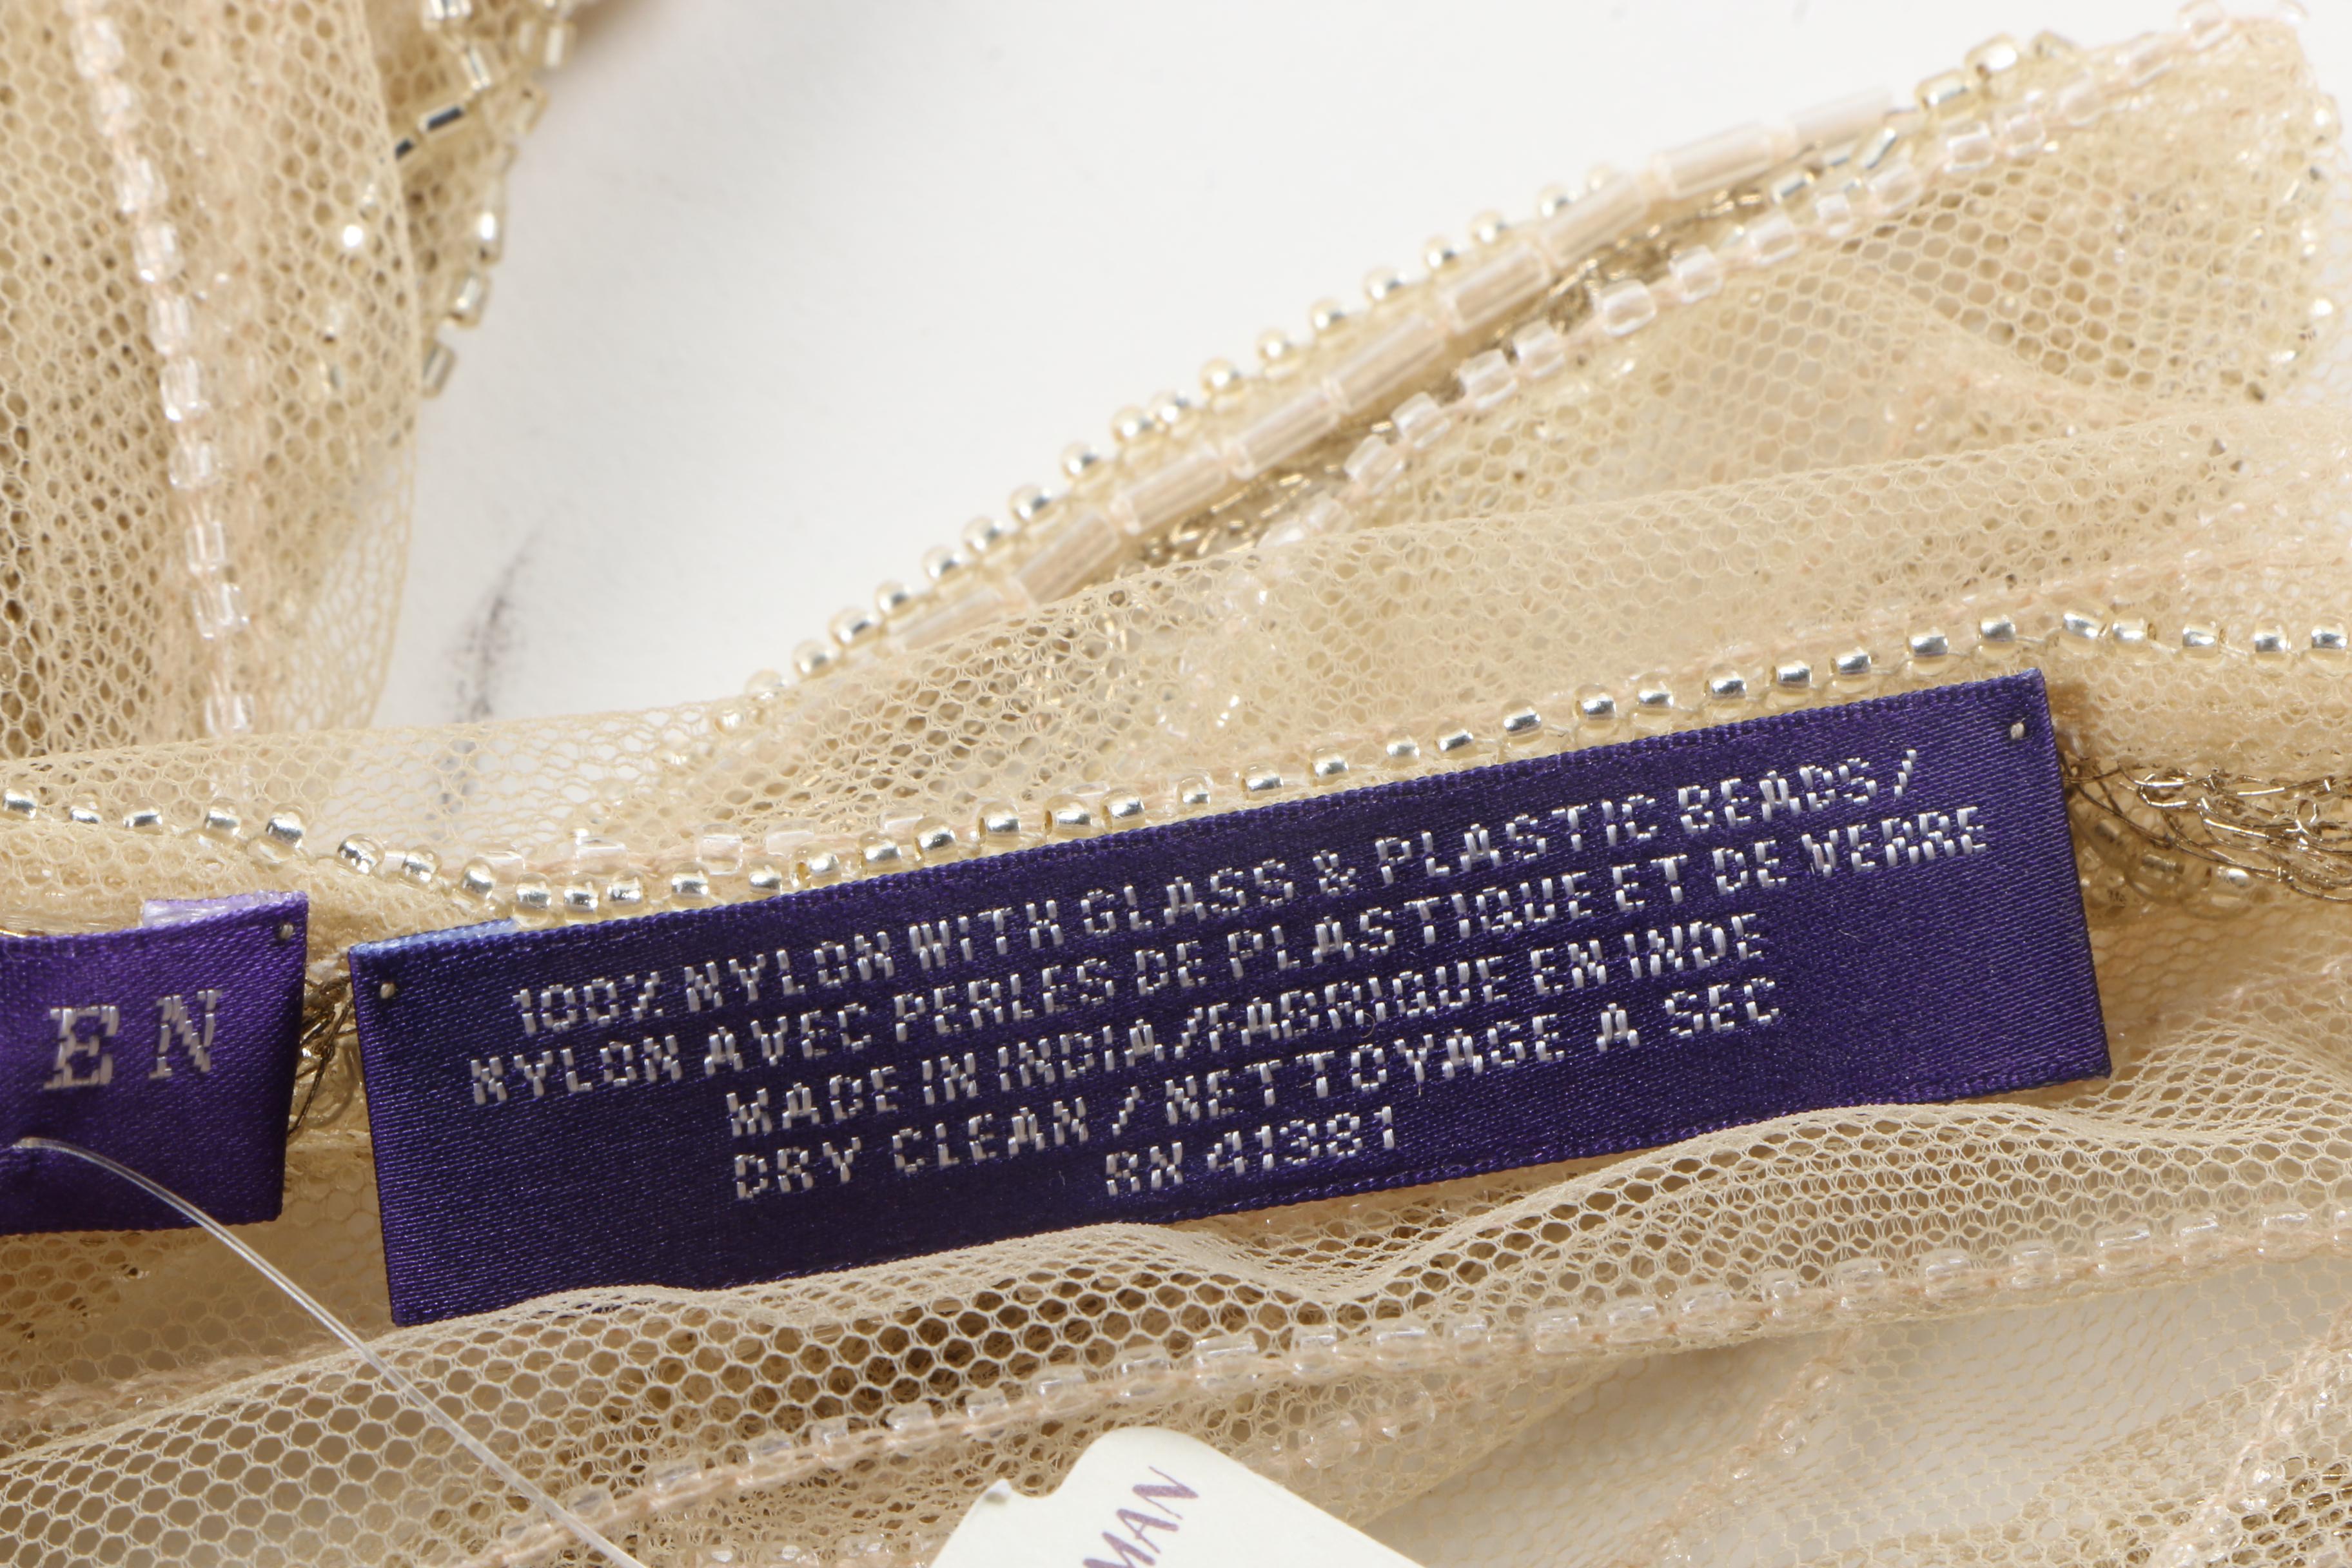 100% NYLON WITH GLASS & PLASTIC BEADS/
NYLON AVEC PERLES DE PLASTIQUE ET DE VERRE
MADE IN INDIA/FABRIQUE EN INDE
DRY CLEAN / NETTOYAGE A SEC
RN 41381
EN
MAN